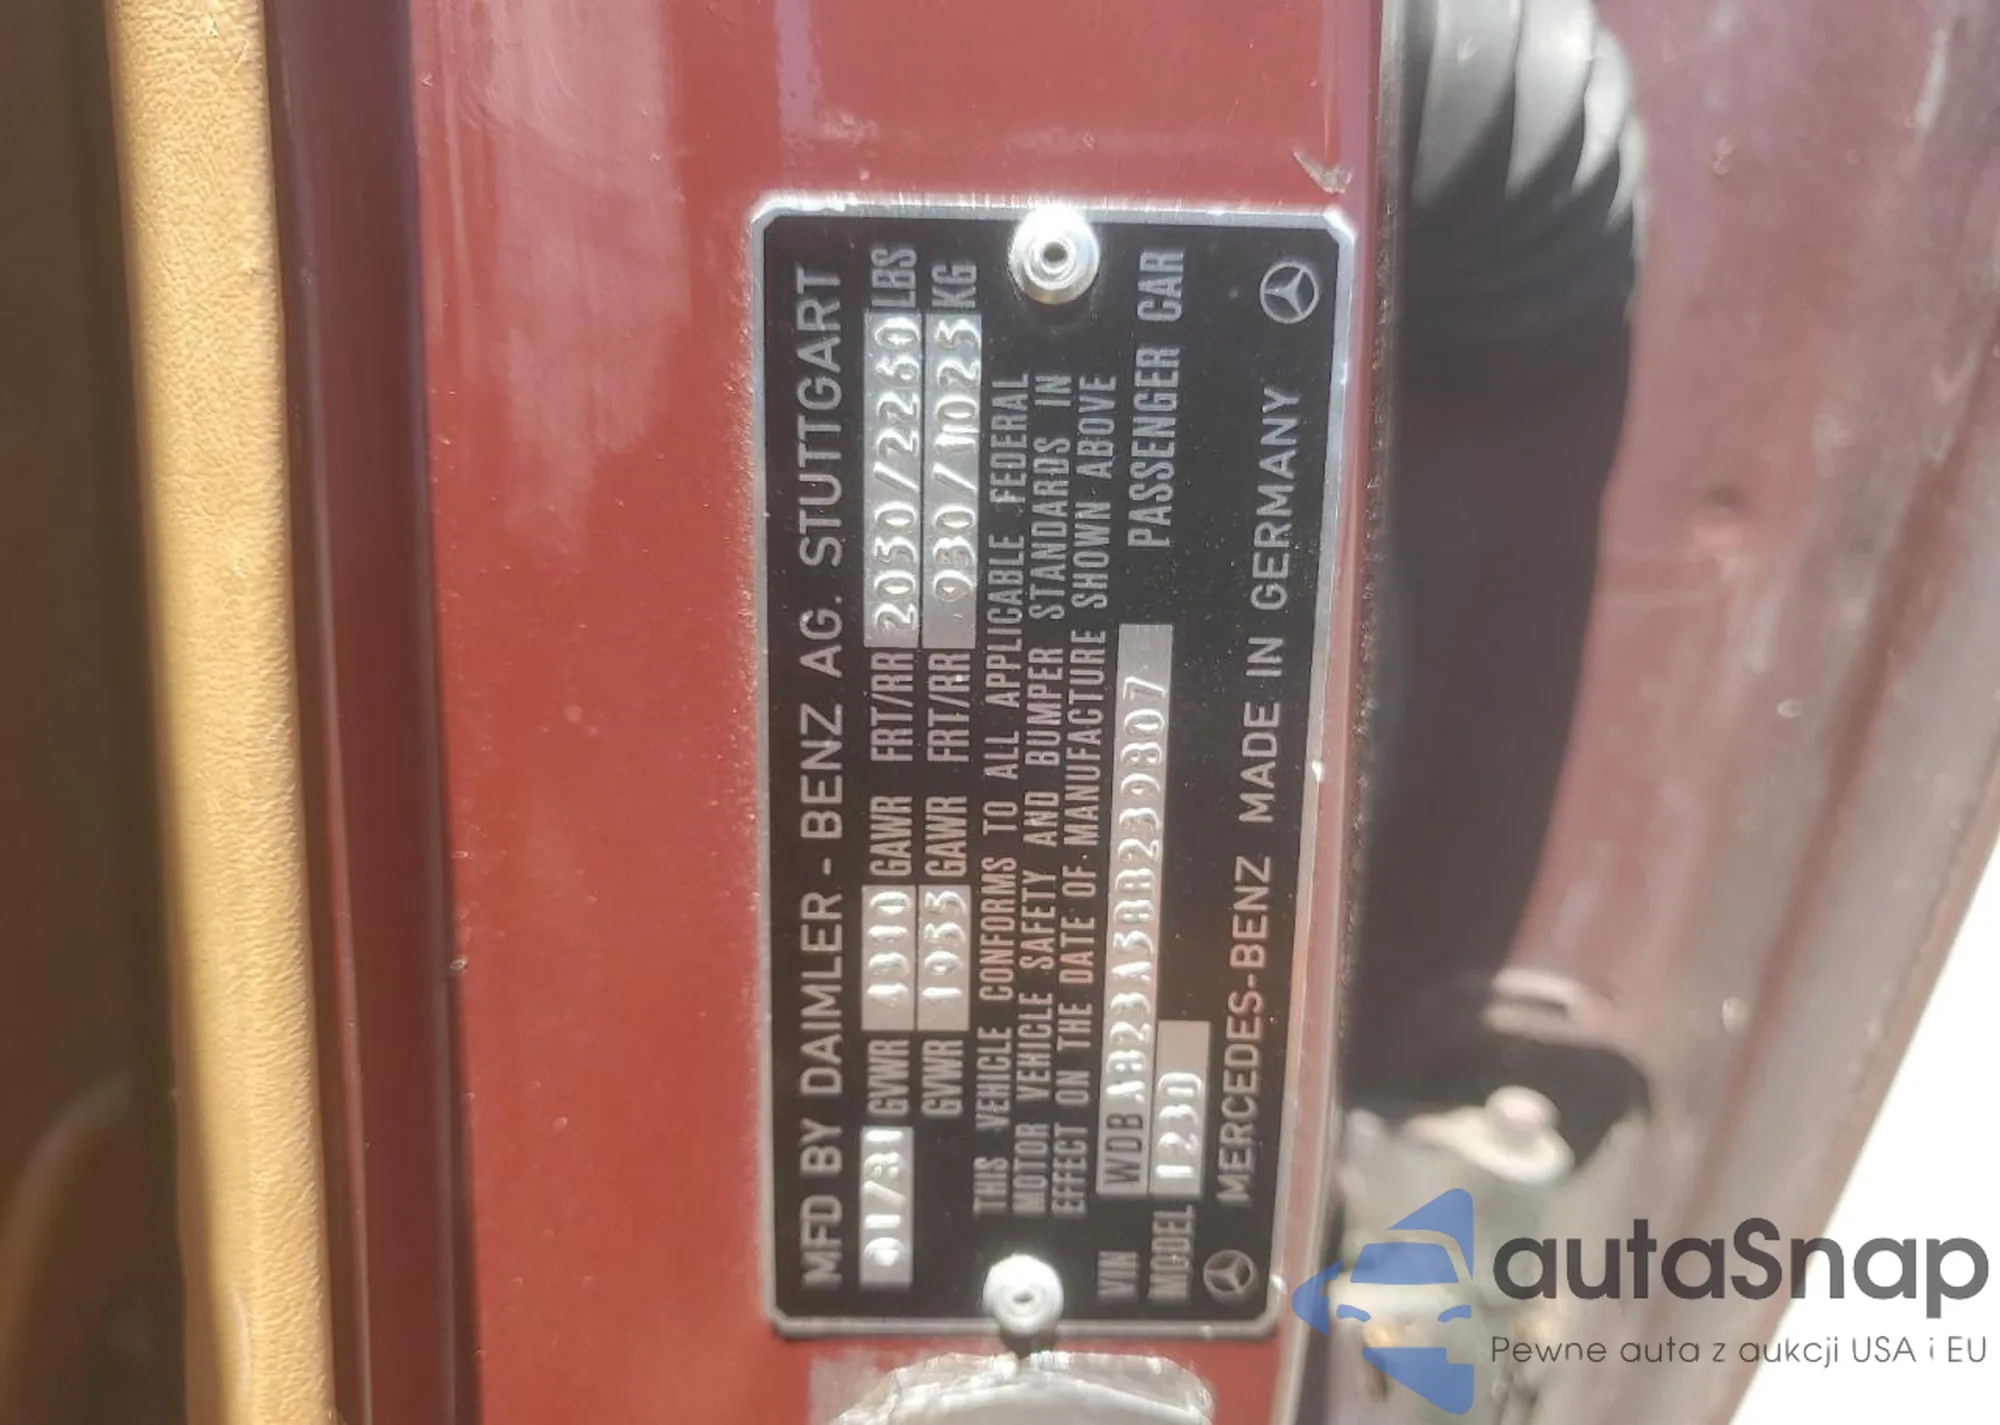 MFD BY DAIMLER - BENZ AG. STUTTGART
01/81 GVWR 4310 GAWR FRT/RR 2050/2260 LBS
GVWR 1955 GAWR FRT/RR 930/1025 KG
THIS VEHICLE CONFORMS TO ALL APPLICABLE FEDERAL
MOTOR VEHICLE SAFETY AND BUMPER STANDARDS IN
EFFECT ON THE DATE OF MANUFACTURE SHOWN ABOVE
VIN WDB AB23A3BB239807 PASSENGER CAR
MODEL 123D
MERCEDES-BENZ MADE IN GERMANY
autaSnap
Pewne auta z aukcji USA i EU